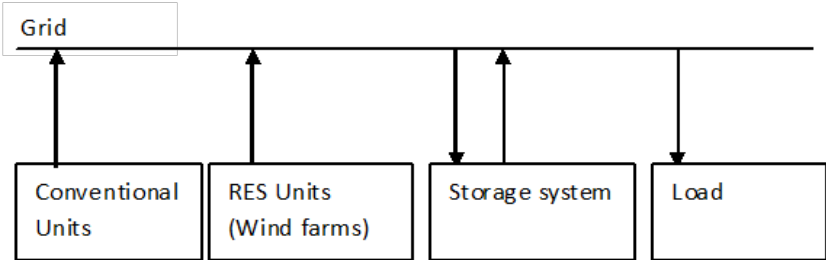 Grid
Conventional
Units
RES Units
(Wind farms)
Storage system
Load